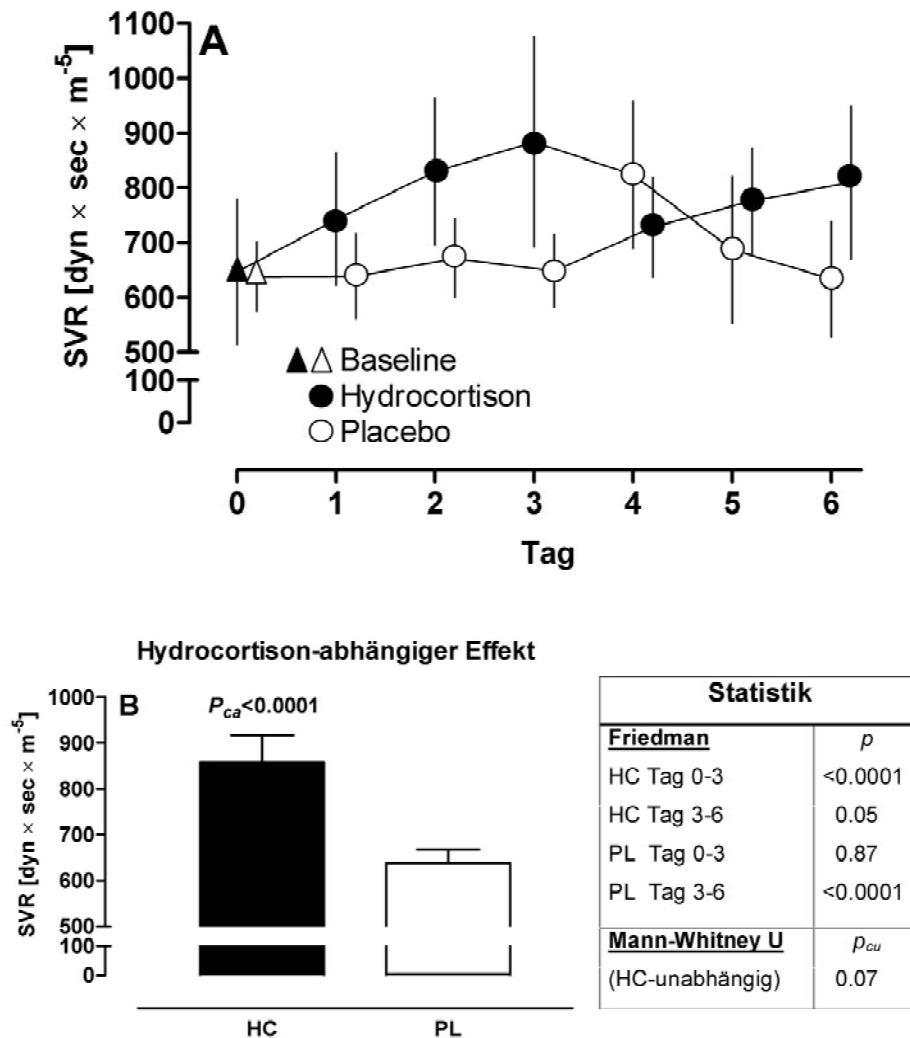 A
SVR [dyn × sec × m-5]
1100
1000
900
800
700
600
500
100
0
Baseline
Hydrocortison
Placebo
0 1 2 3 4 5 6
Tag
Hydrocortison-abhängiger Effekt
B
SVR [dyn × sec × m-5]
1000
900
800
700
600
500
100
0
Pca<0.0001
HC PL
Statistik
Friedman p
HC Tag 0-3 <0.0001
HC Tag 3-6 0.05
PL Tag 0-3 0.87
PL Tag 3-6 <0.0001
Mann-Whitney U pcu
(HC-unabhängig) 0.07